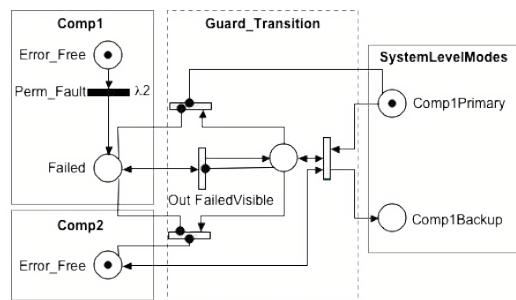 Comp1
Error_Free
Perm_Fault λ2
Failed
Comp2
Error_Free
Guard_Transition
Out FailedVisible
SystemLevelModes
Comp1Primary
Comp1Backup